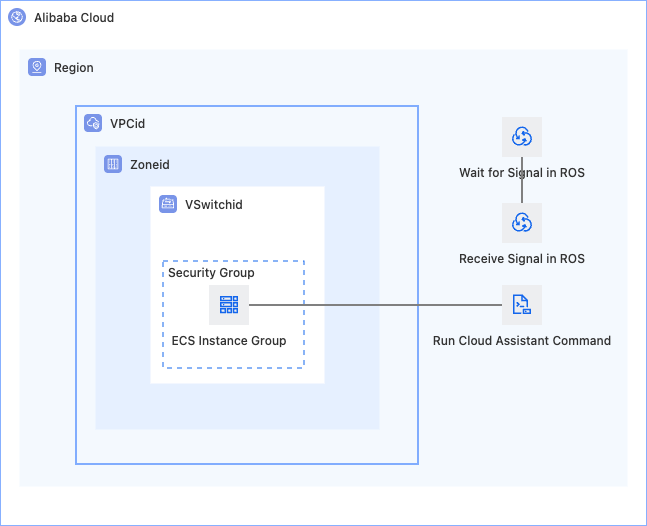 Alibaba Cloud
Region
VPCid
Zoneid
VSwitchid
Security Group
ECS Instance Group
Wait for Signal in ROS
Receive Signal in ROS
Run Cloud Assistant Command